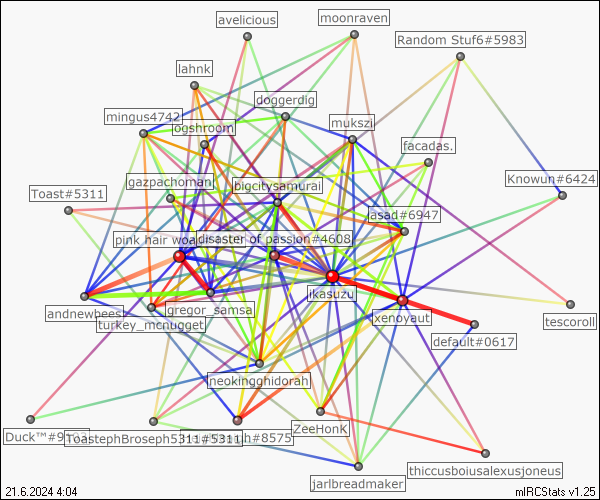 avelicious
moonraven
Random Stuf6#5983
lahnk
doggerdig
mingus4742
ogshroom
mukszi
facadas.
gazpachoman
bigcitysamurai
Knowun#6424
Toast#5311
asad#6947
pink hair woa
disaster of passion#4608
ikasuzu
andnewbees
gregor_samsa
xenoyaut
tescoroll
turkey_mcnugget
default#0617
neokingghidorah
Duck™#9
ToastephBroseph5311#5311
h#8575
ZeeHonK
thiccusboiusalexusjoneus
jarlbreadmaker
21.6.2024 4:04
mIRCStats v1.25